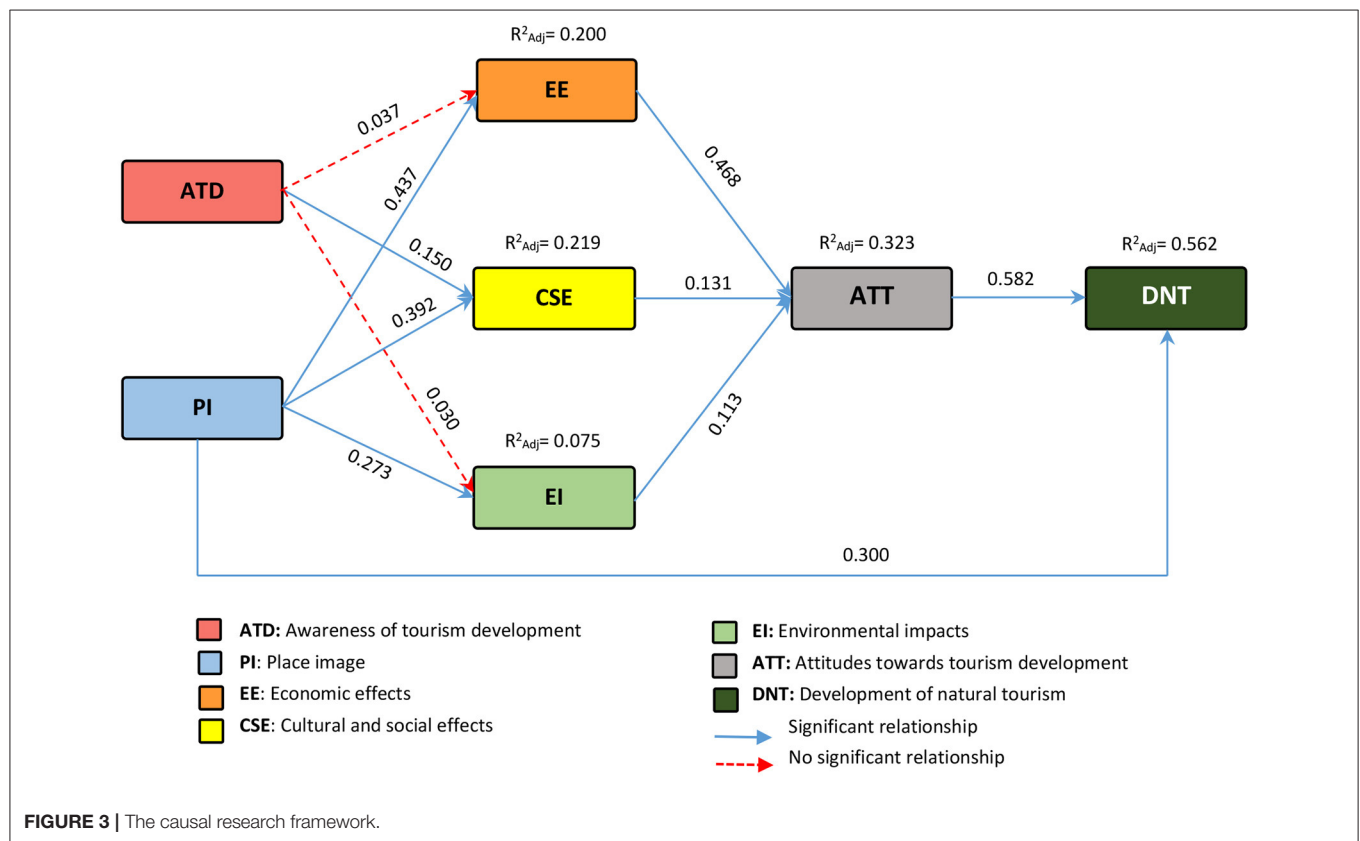 R²Adj= 0.200
EE
0.037
ATD
0.437
0.468
R²Adj= 0.219
R²Adj= 0.323
R²Adj= 0.562
0.150
CSE
0.131
ATT
0.582
DNT
0.392
PI
0.030
0.113
R²Adj= 0.075
0.273
EI
0.300
ATD: Awareness of tourism development
PI: Place image
EE: Economic effects
CSE: Cultural and social effects
EI: Environmental impacts
ATT: Attitudes towards tourism development
DNT: Development of natural tourism
Significant relationship
No significant relationship
FIGURE 3 | The causal research framework.